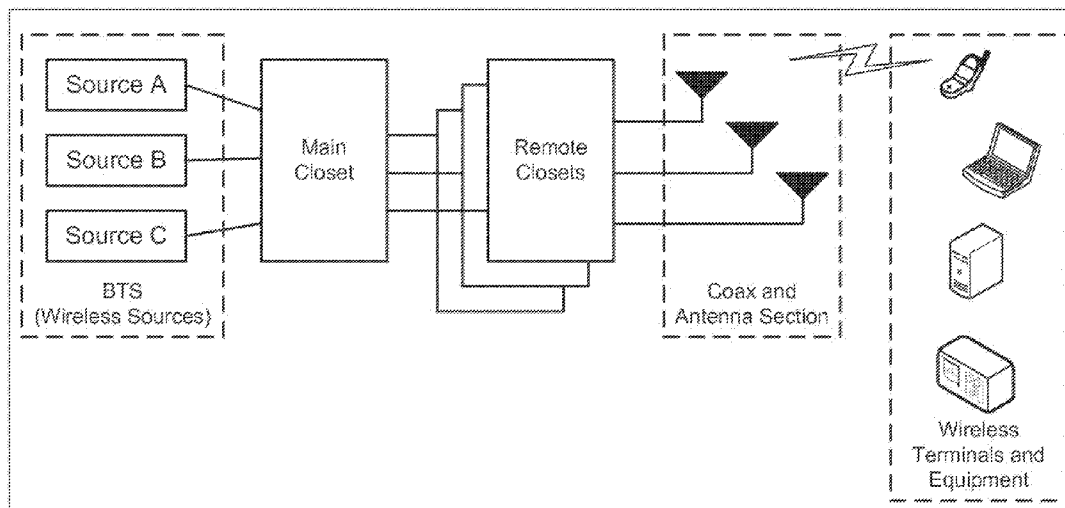 Source A
Source B
Source C
BTS
(Wireless Sources)
Main
Closet
Remote
Closets
Coax and
Antenna Section
Wireless
Terminals and
Equipment